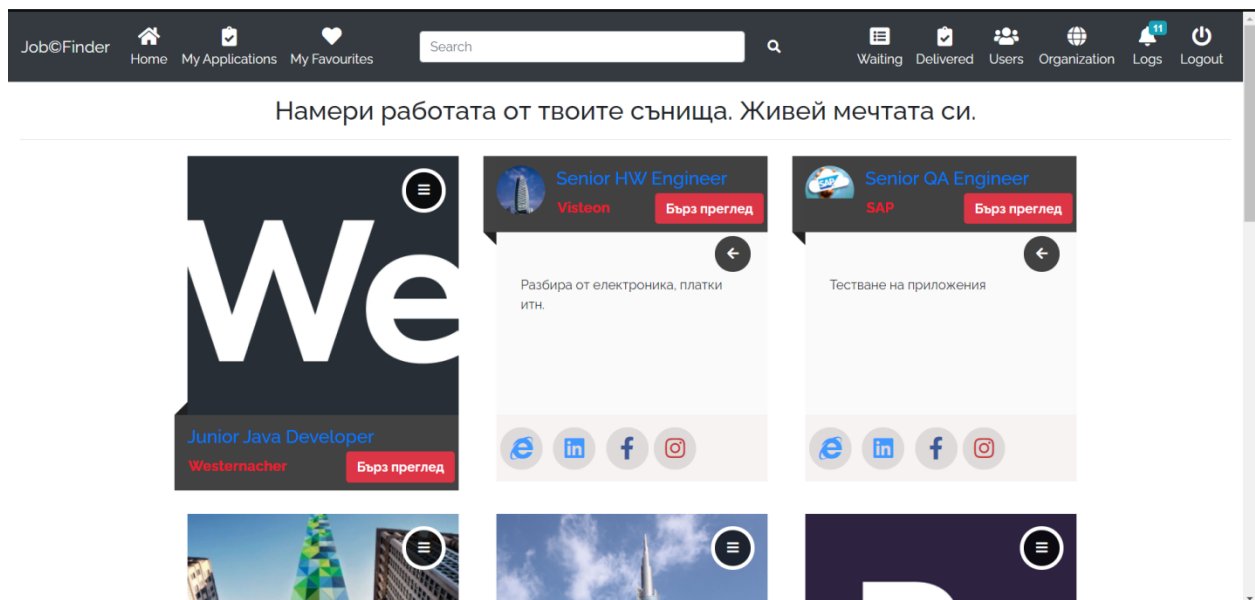 Job©Finder
Home
My Applications
My Favourites
Search
Waiting
Delivered
Users
Organization
11
Logs
Logout
Намери работата от твоите сънища. Живей мечтата си.
We
Junior Java Developer
Westernacher
Бърз преглед
Senior HW Engineer
Visteon
Бърз преглед
Разбира от електроника, платки
итн.
Senior QA Engineer
SAP
Бърз преглед
SAP
Тестване на приложения